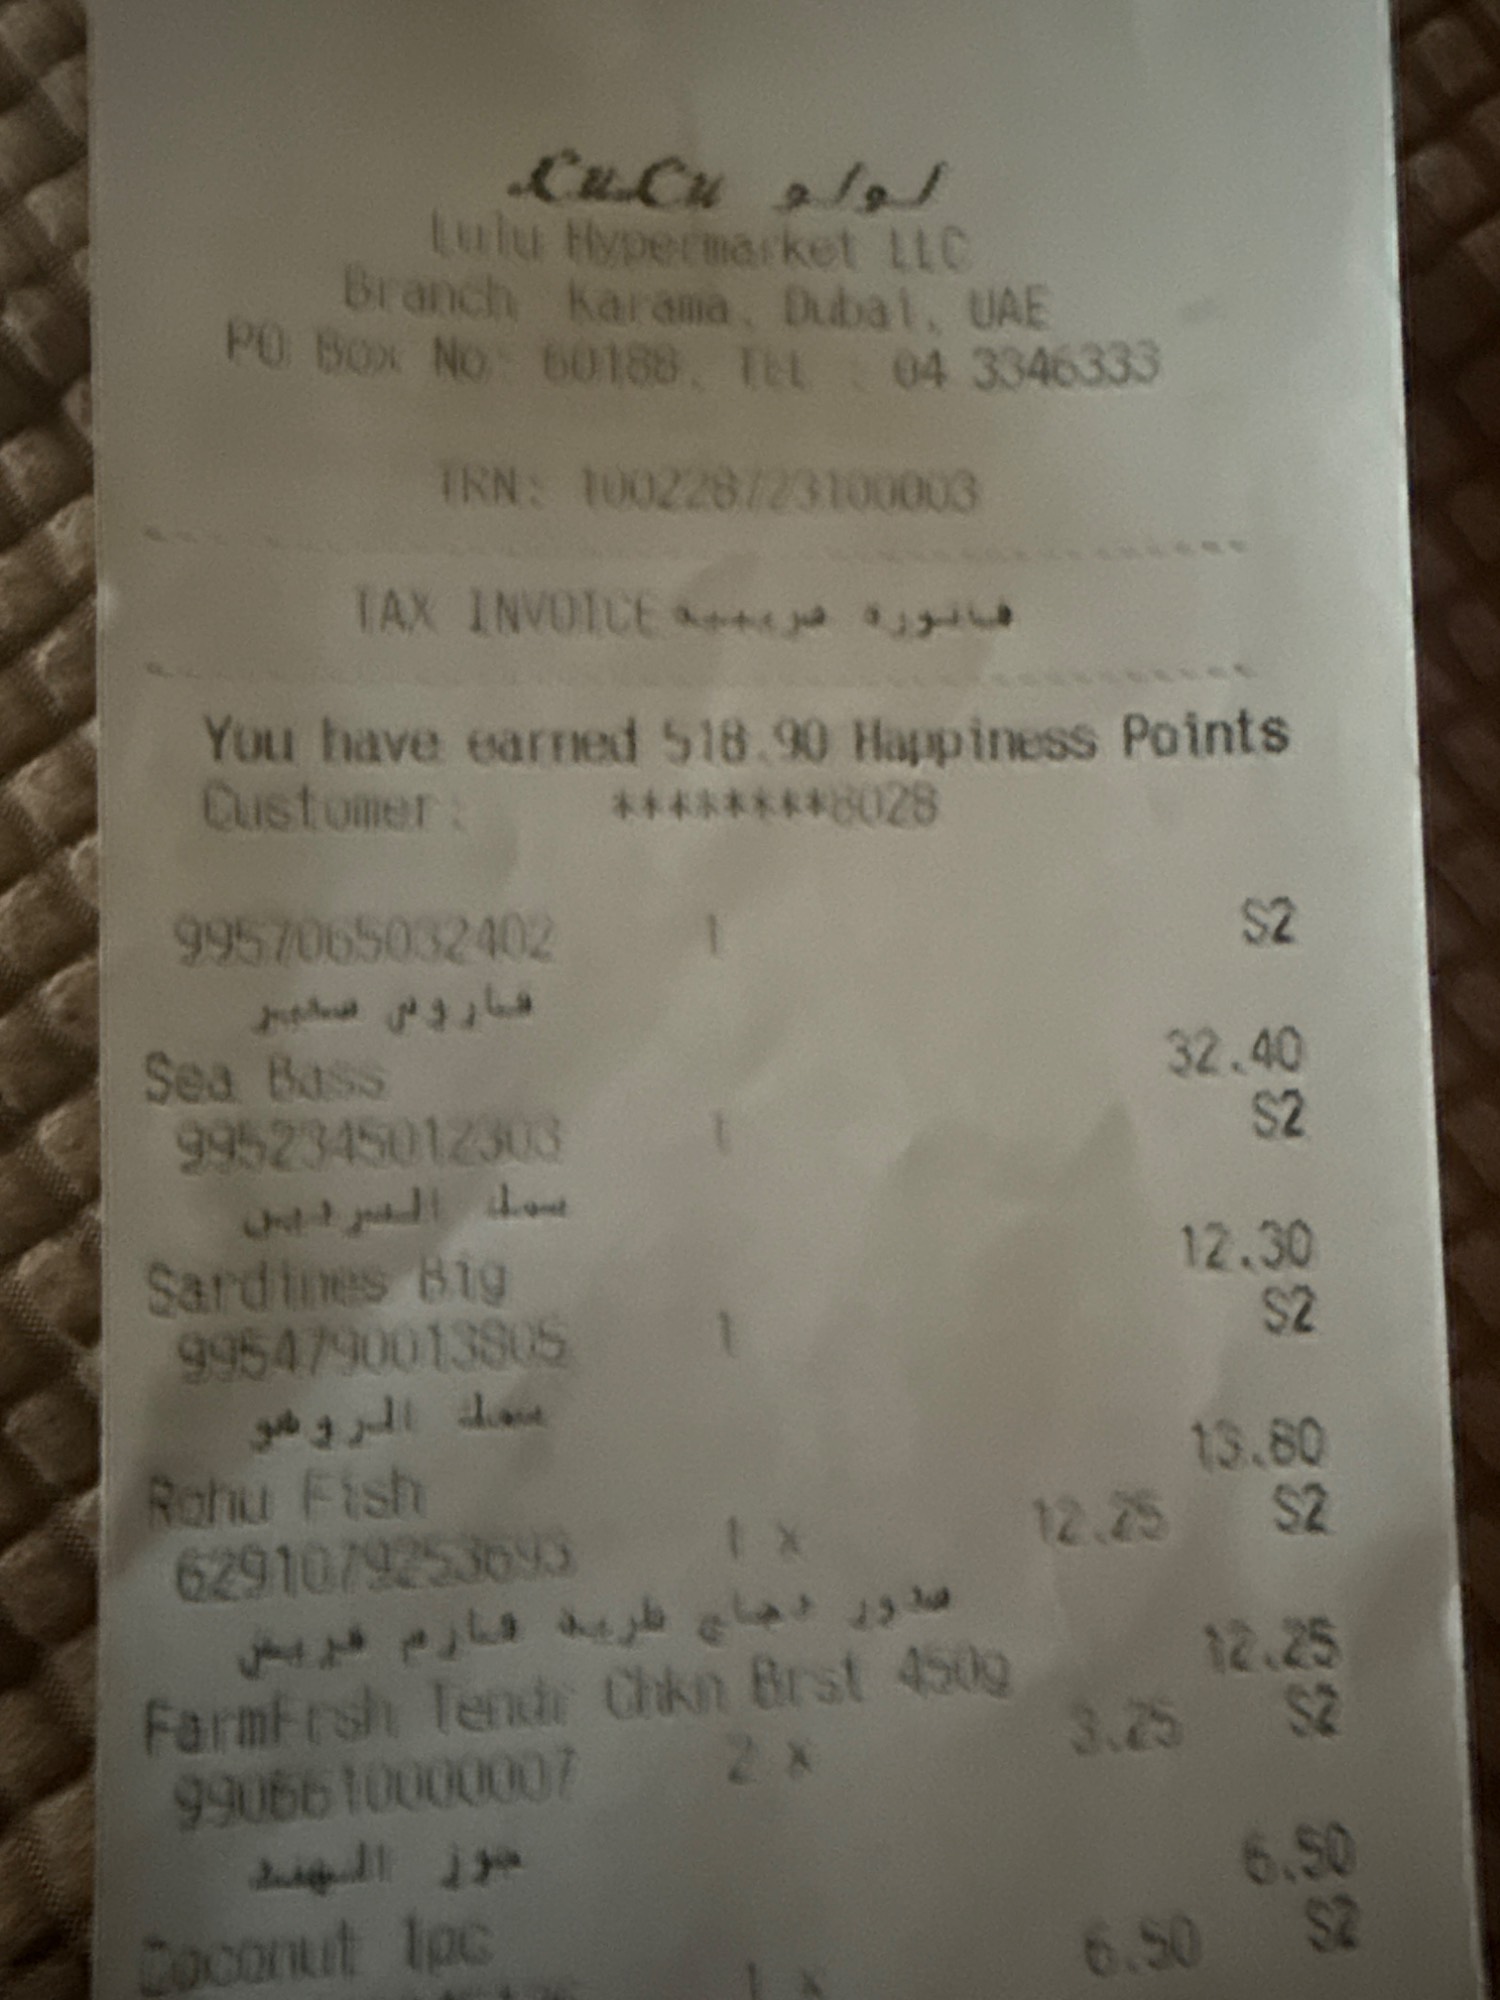 LuLu لولو
Lulu Hypermarket LLC
Branch Karama, Dubai, UAE
PO Box No: 60188, TEL : 04 3346333
TRN: 100228723100003
TAX INVOICE فاتورة ضريبية
You have earned 518.90 Happiness Points
Customer: ********8028
9957065032402 1 S2
فاروس صغير
Sea Bass 32.40
9952345012303 1 S2
سمك السردين
Sardines Big 12.30
9954790013805 1 S2
سمك الروهو
Rohu Fish 13.80
6291079253693 1 x 12.25 S2
صدور دجاج طرية فارم فريش
FarmFrsh Tendr Chkn Brst 450g 12.25
9906610000007 2 x 3.25 S2
جوز الهند
Coconut 1pc 6.50
1 x 6.50 S2